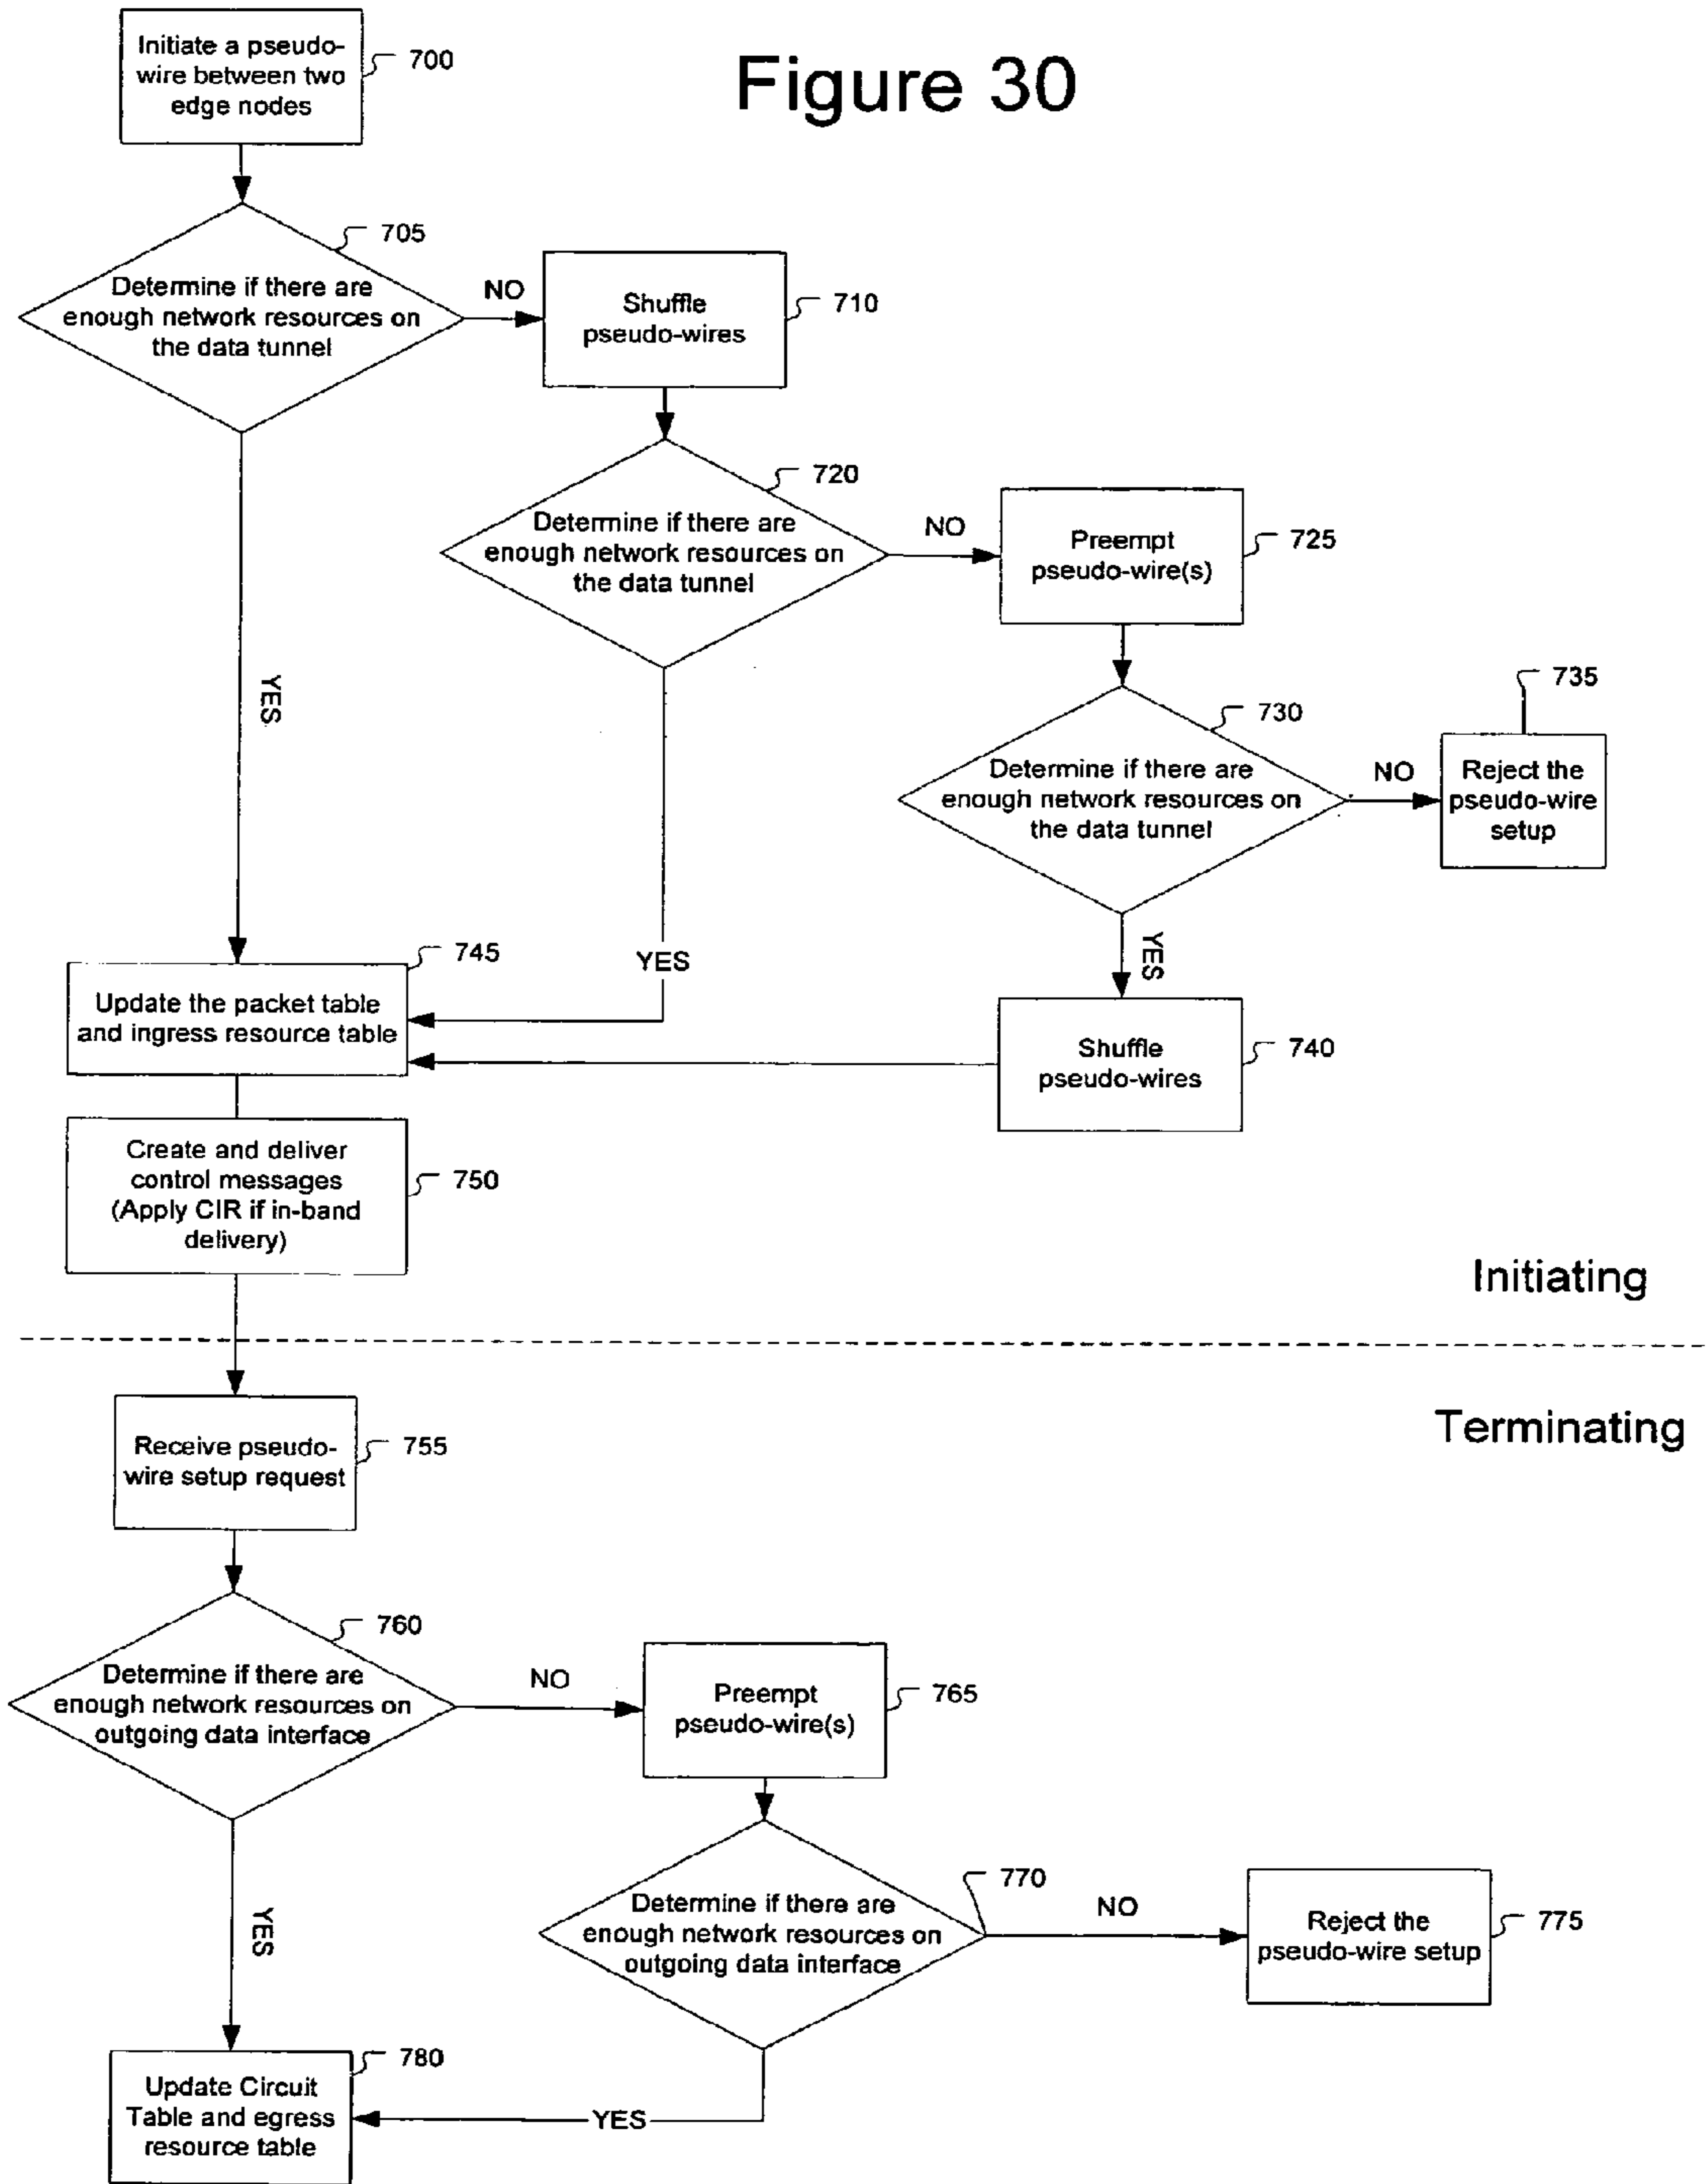 Figure 30
Initiate a pseudo-
wire between two
edge nodes
700
705
Determine if there are
enough network resources on
the data tunnel
NO
Shuffle
pseudo-wires
710
720
Determine if there are
enough network resources on
the data tunnel
NO
Preempt
pseudo-wire(s)
725
735
730
Determine if there are
enough network resources on
the data tunnel
NO
Reject the
pseudo-wire
setup
YES
YES
YES
745
Update the packet table
and ingress resource table
Shuffle
pseudo-wires
740
Create and deliver
control messages
(Apply CIR if in-band
delivery)
750
Initiating
Terminating
Receive pseudo-
wire setup request
755
760
Determine if there are
enough network resources on
outgoing data interface
NO
Preempt
pseudo-wire(s)
765
770
Determine if there are
enough network resources on
outgoing data interface
NO
Reject the
pseudo-wire setup
775
YES
780
Update Circuit
Table and egress
resource table
YES